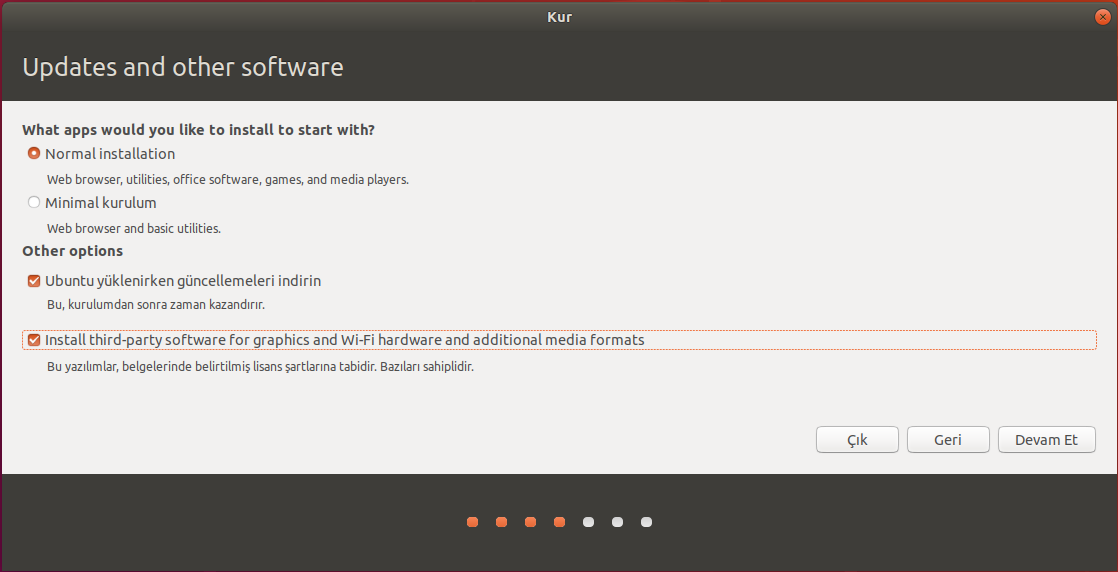 Kur
Updates and other software
What apps would you like to install to start with?
Normal installation
Web browser, utilities, office software, games, and media players.
Minimal kurulum
Web browser and basic utilities.
Other options
Ubuntu yüklenirken güncellemeleri indirin
Bu, kurulumdan sonra zaman kazandırır.
Install third-party software for graphics and Wi-Fi hardware and additional media formats
Bu yazılımlar, belgelerinde belirtilmiş lisans şartlarına tabidir. Bazıları sahiplidir.
Çık Geri Devam Et